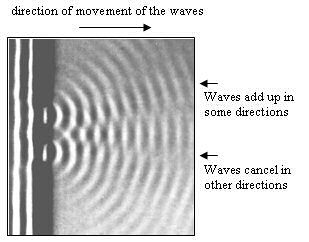 direction of movement of the waves
Waves add up in
some directions
Waves cancel in
other directions